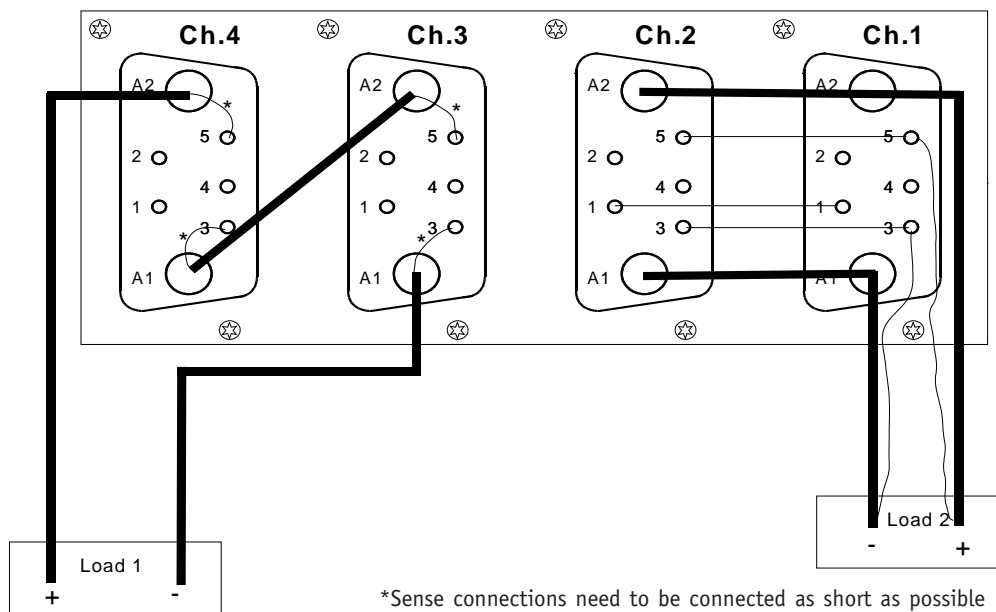 Ch.4 Ch.3 Ch.2 Ch.1
A2 * A2 * A2 A2
5 5 5 5
2 2 2 2
4 4 4 4
1 1 1 1
* 3 * 3 3 3
A1 A1 A1 A1
Load 2
- +
Load 1
+ -
*Sense connections need to be connected as short as possible